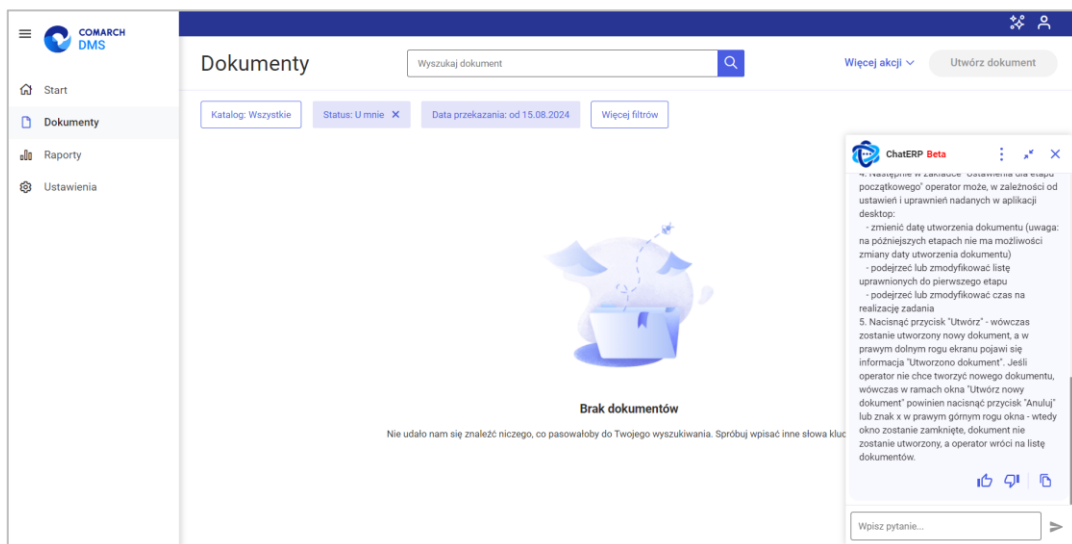 COMARCH
DMS
Start
Dokumenty
Raporty
Ustawienia
Dokumenty
Wyszukaj dokument
Więcej akcji
Utwórz dokument
Katalog: Wszystkie
Status: U mnie
Data przekazania: od 15.08.2024
Więcej filtrów
Brak dokumentów
Nie udało nam się znaleźć niczego, co pasowałoby do Twojego wyszukiwania. Spróbuj wpisać inne słowa kluc
ChatERP Beta
4. Następnie w zakładce "Ustawienia dla etapu
początkowego" operator może, w zależności od
ustawień i uprawnień nadanych w aplikacji
desktop:
- zmienić datę utworzenia dokumentu (uwaga:
na późniejszych etapach nie ma możliwości
zmiany daty utworzenia dokumentu)
- podejrzeć lub zmodyfikować listę
uprawnionych do pierwszego etapu
- podejrzeć lub zmodyfikować czas na
realizację zadania
5. Nacisnąć przycisk "Utwórz" - wówczas
zostanie utworzony nowy dokument, a w
prawym dolnym rogu ekranu pojawi się
informacja "Utworzono dokument". Jeśli
operator nie chce tworzyć nowego dokumentu,
wówczas w ramach okna "Utwórz nowy
dokument" powinien nacisnąć przycisk "Anuluj"
lub znak x w prawym górnym rogu okna - wtedy
okno zostanie zamknięte, dokument nie
zostanie utworzony, a operator wróci na listę
dokumentów.
Wpisz pytanie...